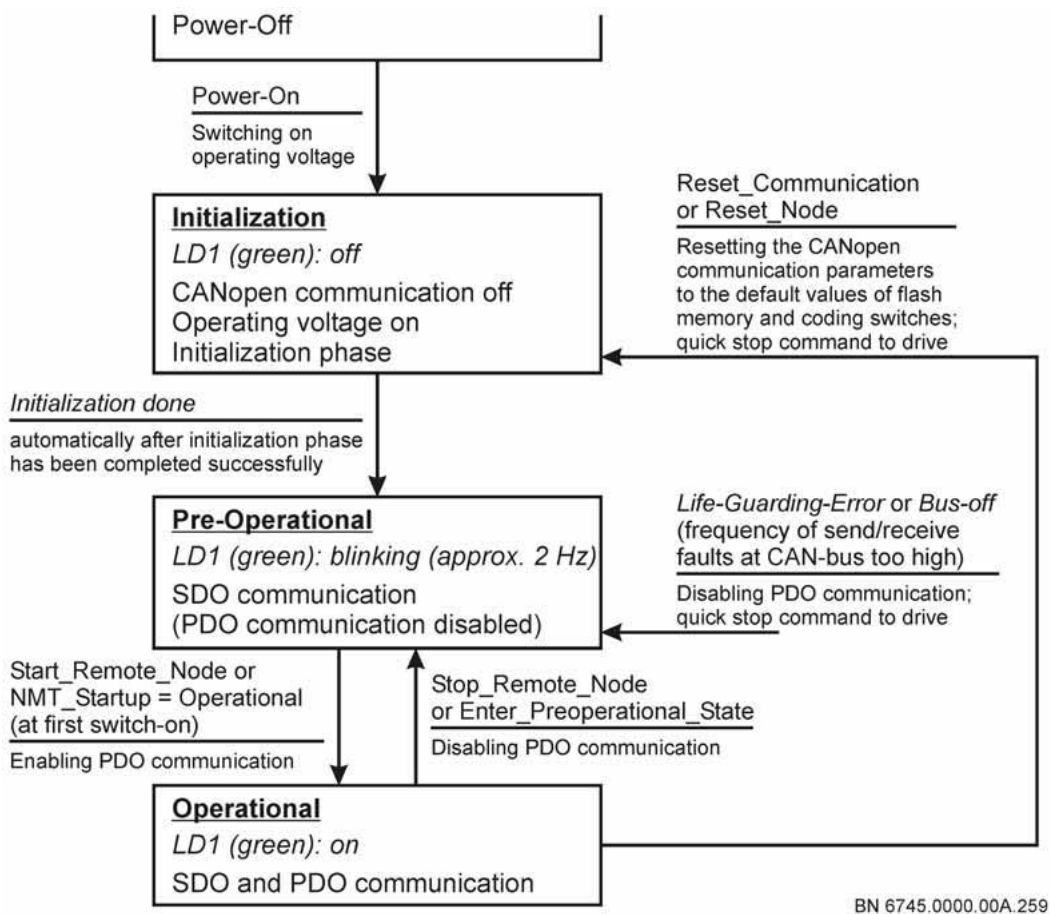 Power-Off
Power-On
Switching on
operating voltage
Initialization
LD1 (green): off
CANopen communication off
Operating voltage on
Initialization phase
Reset_Communication
or Reset_Node
Resetting the CANopen
communication parameters
to the default values of flash
memory and coding switches;
quick stop command to drive
Initialization done
automatically after initialization phase
has been completed successfully
Pre-Operational
LD1 (green): blinking (approx. 2 Hz)
SDO communication
(PDO communication disabled)
Life-Guarding-Error or Bus-off
(frequency of send/receive
faults at CAN-bus too high)
Disabling PDO communication;
quick stop command to drive
Start_Remote_Node or
NMT_Startup = Operational
(at first switch-on)
Enabling PDO communication
Stop_Remote_Node
or Enter_Preoperational_State
Disabling PDO communication
Operational
LD1 (green): on
SDO and PDO communication
BN 6745.0000.00A.259